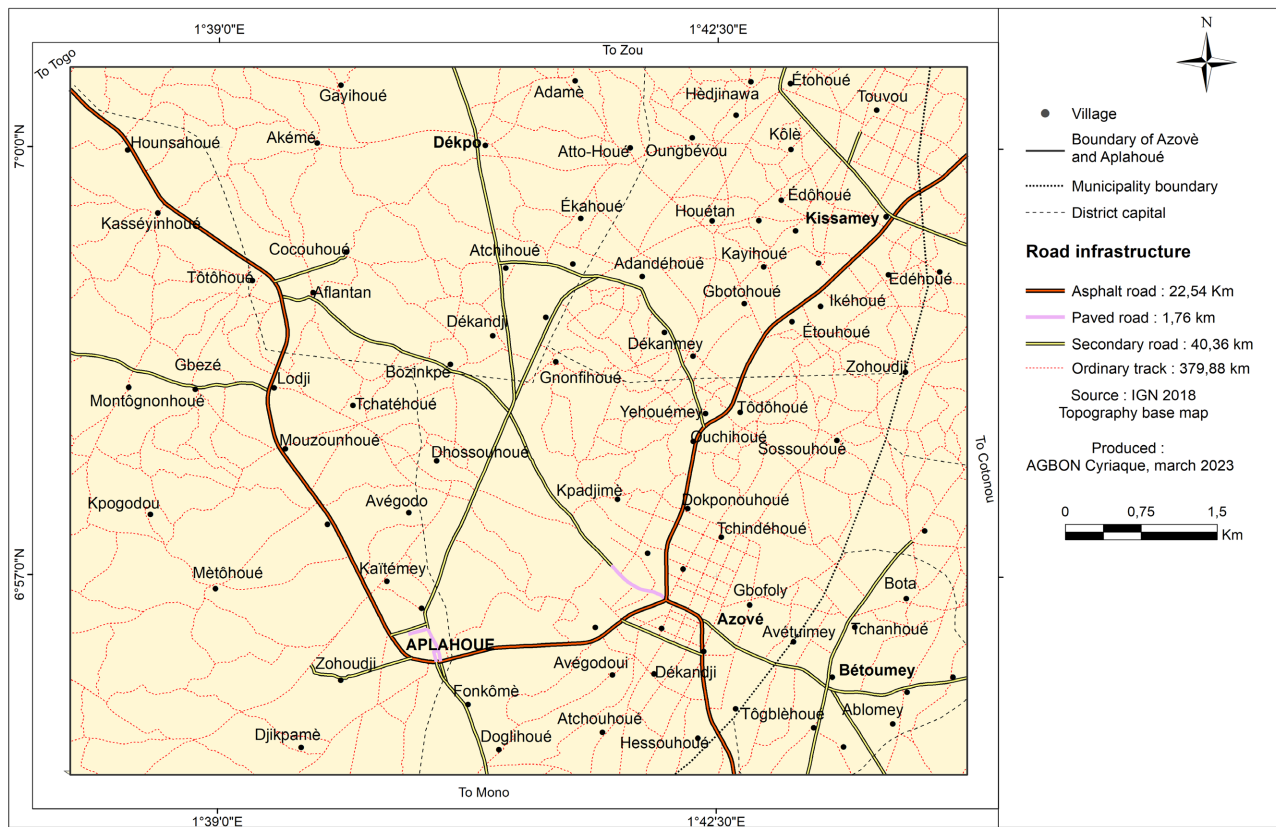 1°39'0"E
1°42'30"E
N
To Togo
To Zou
Gayihoué
Adamè
Hèdjinawa
Étohoué
Touvou
7°0'0"N
Hounsahoué
Akémé
Dékpo
Atto-Houé
Oungbévou
Kôlè
Kasséyinhoué
Ékahoué
Houétan
Édôhoué
Kissamey
Cocouhoué
Atchihoué
Adandéhoué
Kayihoué
Tôtôhoué
Aflantan
Gbotohoué
Ikéhoué
Edéhoué
Dékandji
Dékanmey
Étouhoué
Gbezé
Lodji
Bozinkpé
Gnonfihoué
Zohoudji
Montôgnonhoué
Tchatéhoué
Yehouémey
Tôdôhoué
Mouzounhoué
Dhossouhoué
Ouchihoué
Sossouhoué
To Cotonou
Kpogodou
Avégodo
Kpadjimè
Dokponouhoué
Tchindéhoué
6°57'0"N
Mètôhoué
Kaïtémey
Gbofoly
Bota
APLAHOUE
Azové
Avétuimey
Tchanhoué
Zohoudji
Avégodoui
Dékandji
Bétoumey
Fonkômè
Djikpamè
Doglihoué
Atchouhoué
Hessouhoué
Tôgblèhoué
Ablomey
To Mono
1°39'0"E
1°42'30"E
Village
Boundary of Azovè
and Aplahoué
Municipality boundary
District capital
Road infrastructure
Asphalt road : 22,54 Km
Paved road : 1,76 km
Secondary road : 40,36 km
Ordinary track : 379,88 km
Source : IGN 2018
Topography base map
Produced :
AGBON Cyriaque, march 2023
0 0,75 1,5
Km